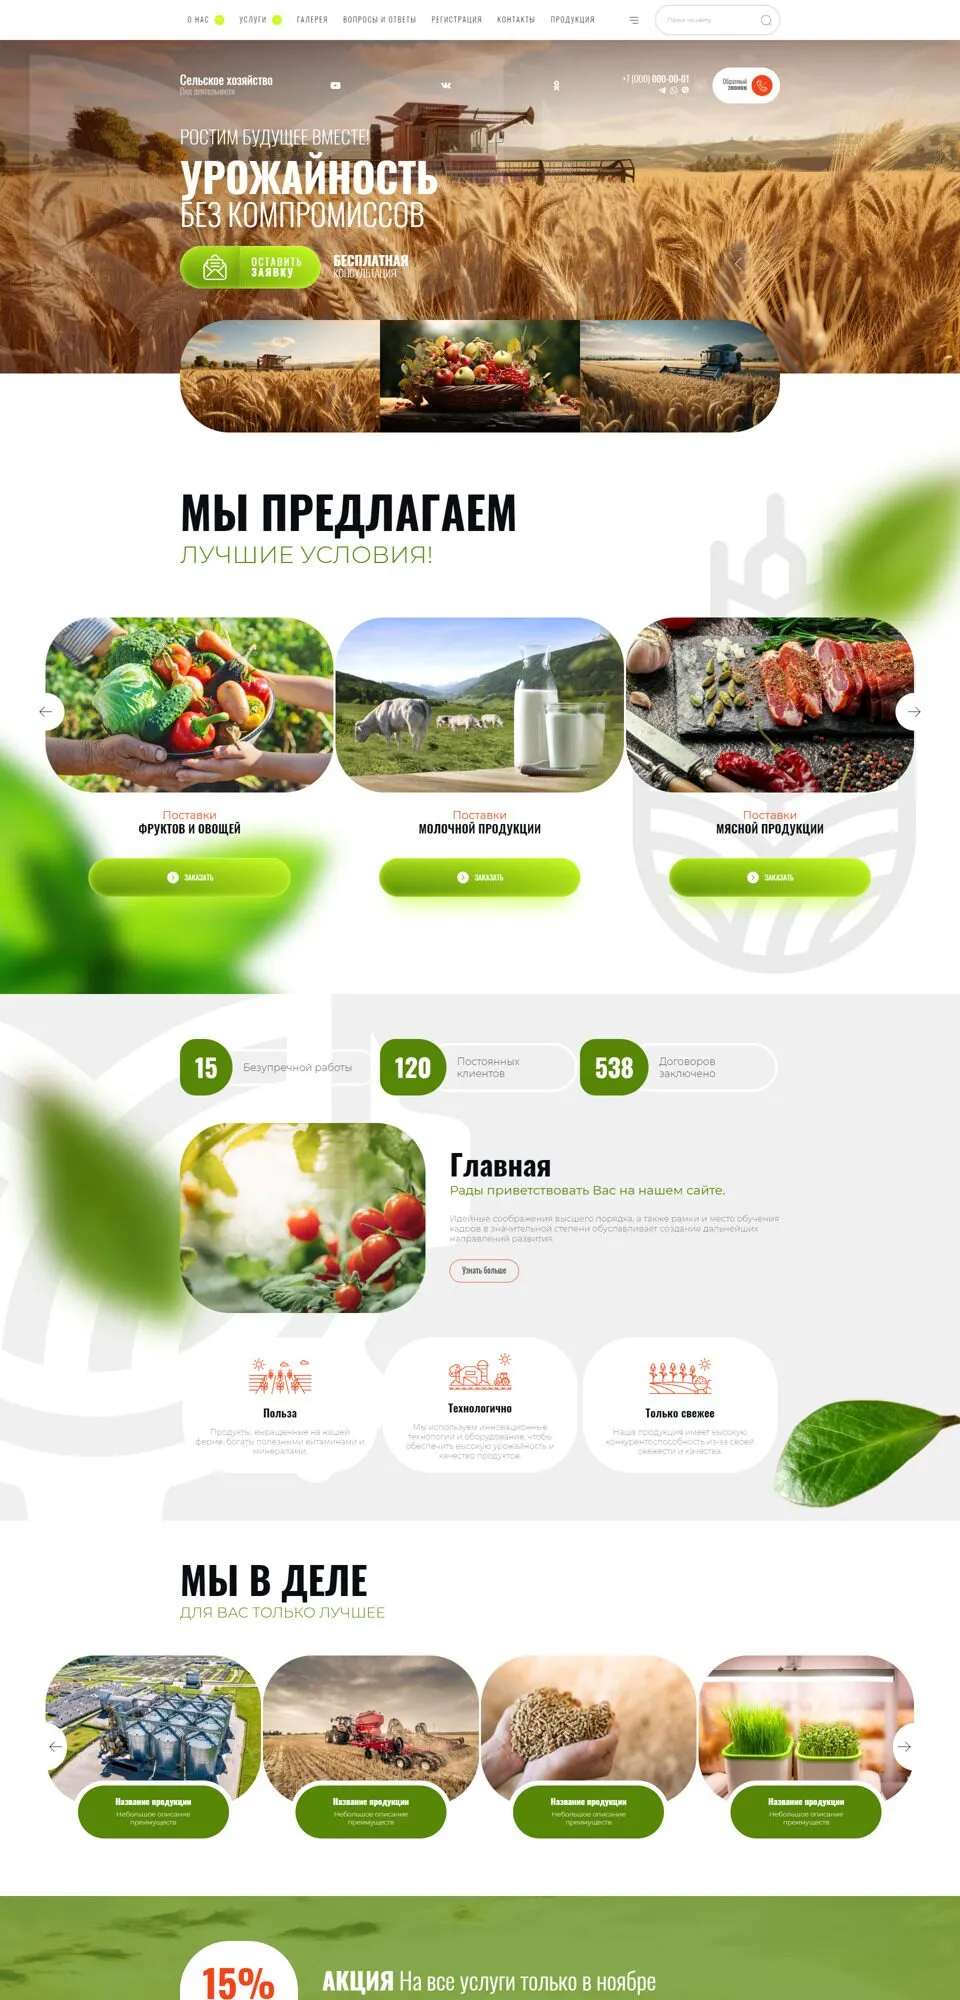 О НАС
УСЛУГИ
ГАЛЕРЕЯ
ВОПРОСЫ И ОТВЕТЫ
РЕГИСТРАЦИЯ
КОНТАКТЫ
ПРОДУКЦИЯ
Поиск по сайту
Сельское хозяйство
Вид деятельности
+7 (000) 000-00-01
Обратный
звонок
РОСТИМ БУДУЩЕЕ ВМЕСТЕ!
УРОЖАЙНОСТЬ
БЕЗ КОМПРОМИССОВ
ОСТАВИТЬ
ЗАЯВКУ
БЕСПЛАТНАЯ
КОНСУЛЬТАЦИЯ
МЫ ПРЕДЛАГАЕМ
ЛУЧШИЕ УСЛОВИЯ!
Поставки
ФРУКТОВ И ОВОЩЕЙ
ЗАКАЗАТЬ
Поставки
МОЛОЧНОЙ ПРОДУКЦИИ
ЗАКАЗАТЬ
Поставки
МЯСНОЙ ПРОДУКЦИИ
ЗАКАЗАТЬ
15
Безупречной работы
120
Постоянных
клиентов
538
Договоров
заключено
Главная
Рады приветствовать Вас на нашем сайте.
Идейные соображения высшего порядка, а также рамки и место обучения
кадров в значительной степени обуславливает создание дальнейших
направлений развития.
Узнать больше
Польза
Продукты, выращенные на нашей
ферме, богаты полезными витаминами и
минералами.
Технологично
Мы используем инновационные
технологии и оборудование, чтобы
обеспечить высокую урожайность и
качество продуктов.
Только свежее
Наша продукция имеет высокую
конкурентоспособность из-за своей
свежести и качества.
МЫ В ДЕЛЕ
ДЛЯ ВАС ТОЛЬКО ЛУЧШЕЕ
Название продукции
Небольшое описание
преимуществ
Название продукции
Небольшое описание
преимуществ
Название продукции
Небольшое описание
преимуществ
Название продукции
Небольшое описание
преимуществ
15%
АКЦИЯ На все услуги только в ноябре